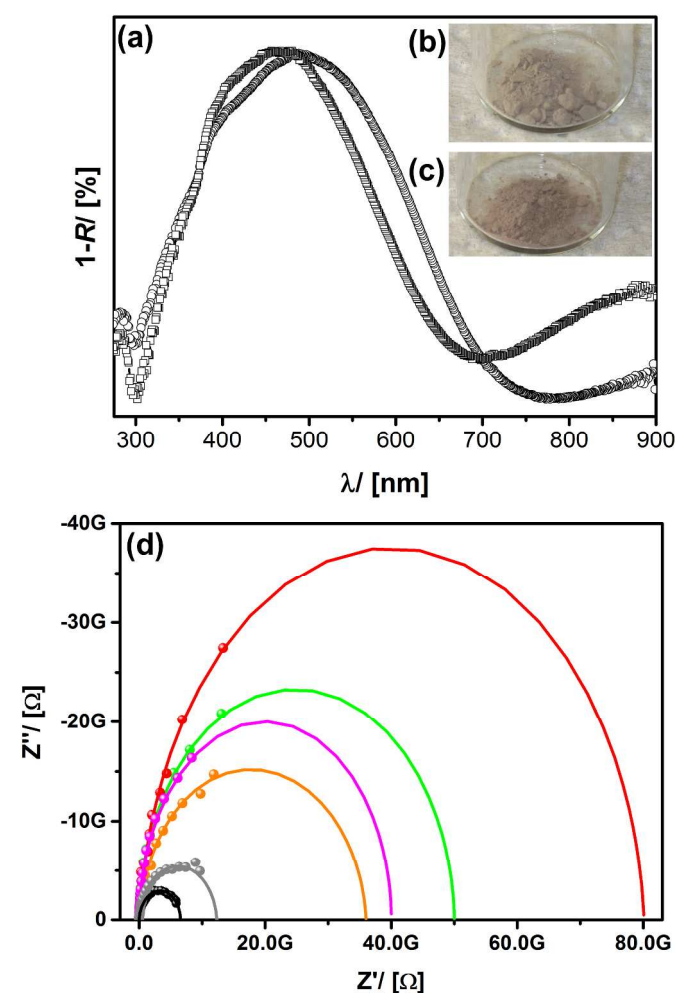 (a)
(b)
(c)
1-R/ [%]
300 400 500 600 700 800 900
λ/ [nm]
(d)
-40G
-30G
-20G
-10G
0
Z''/ [Ω]
0.0 20.0G 40.0G 60.0G 80.0G
Z'/ [Ω]